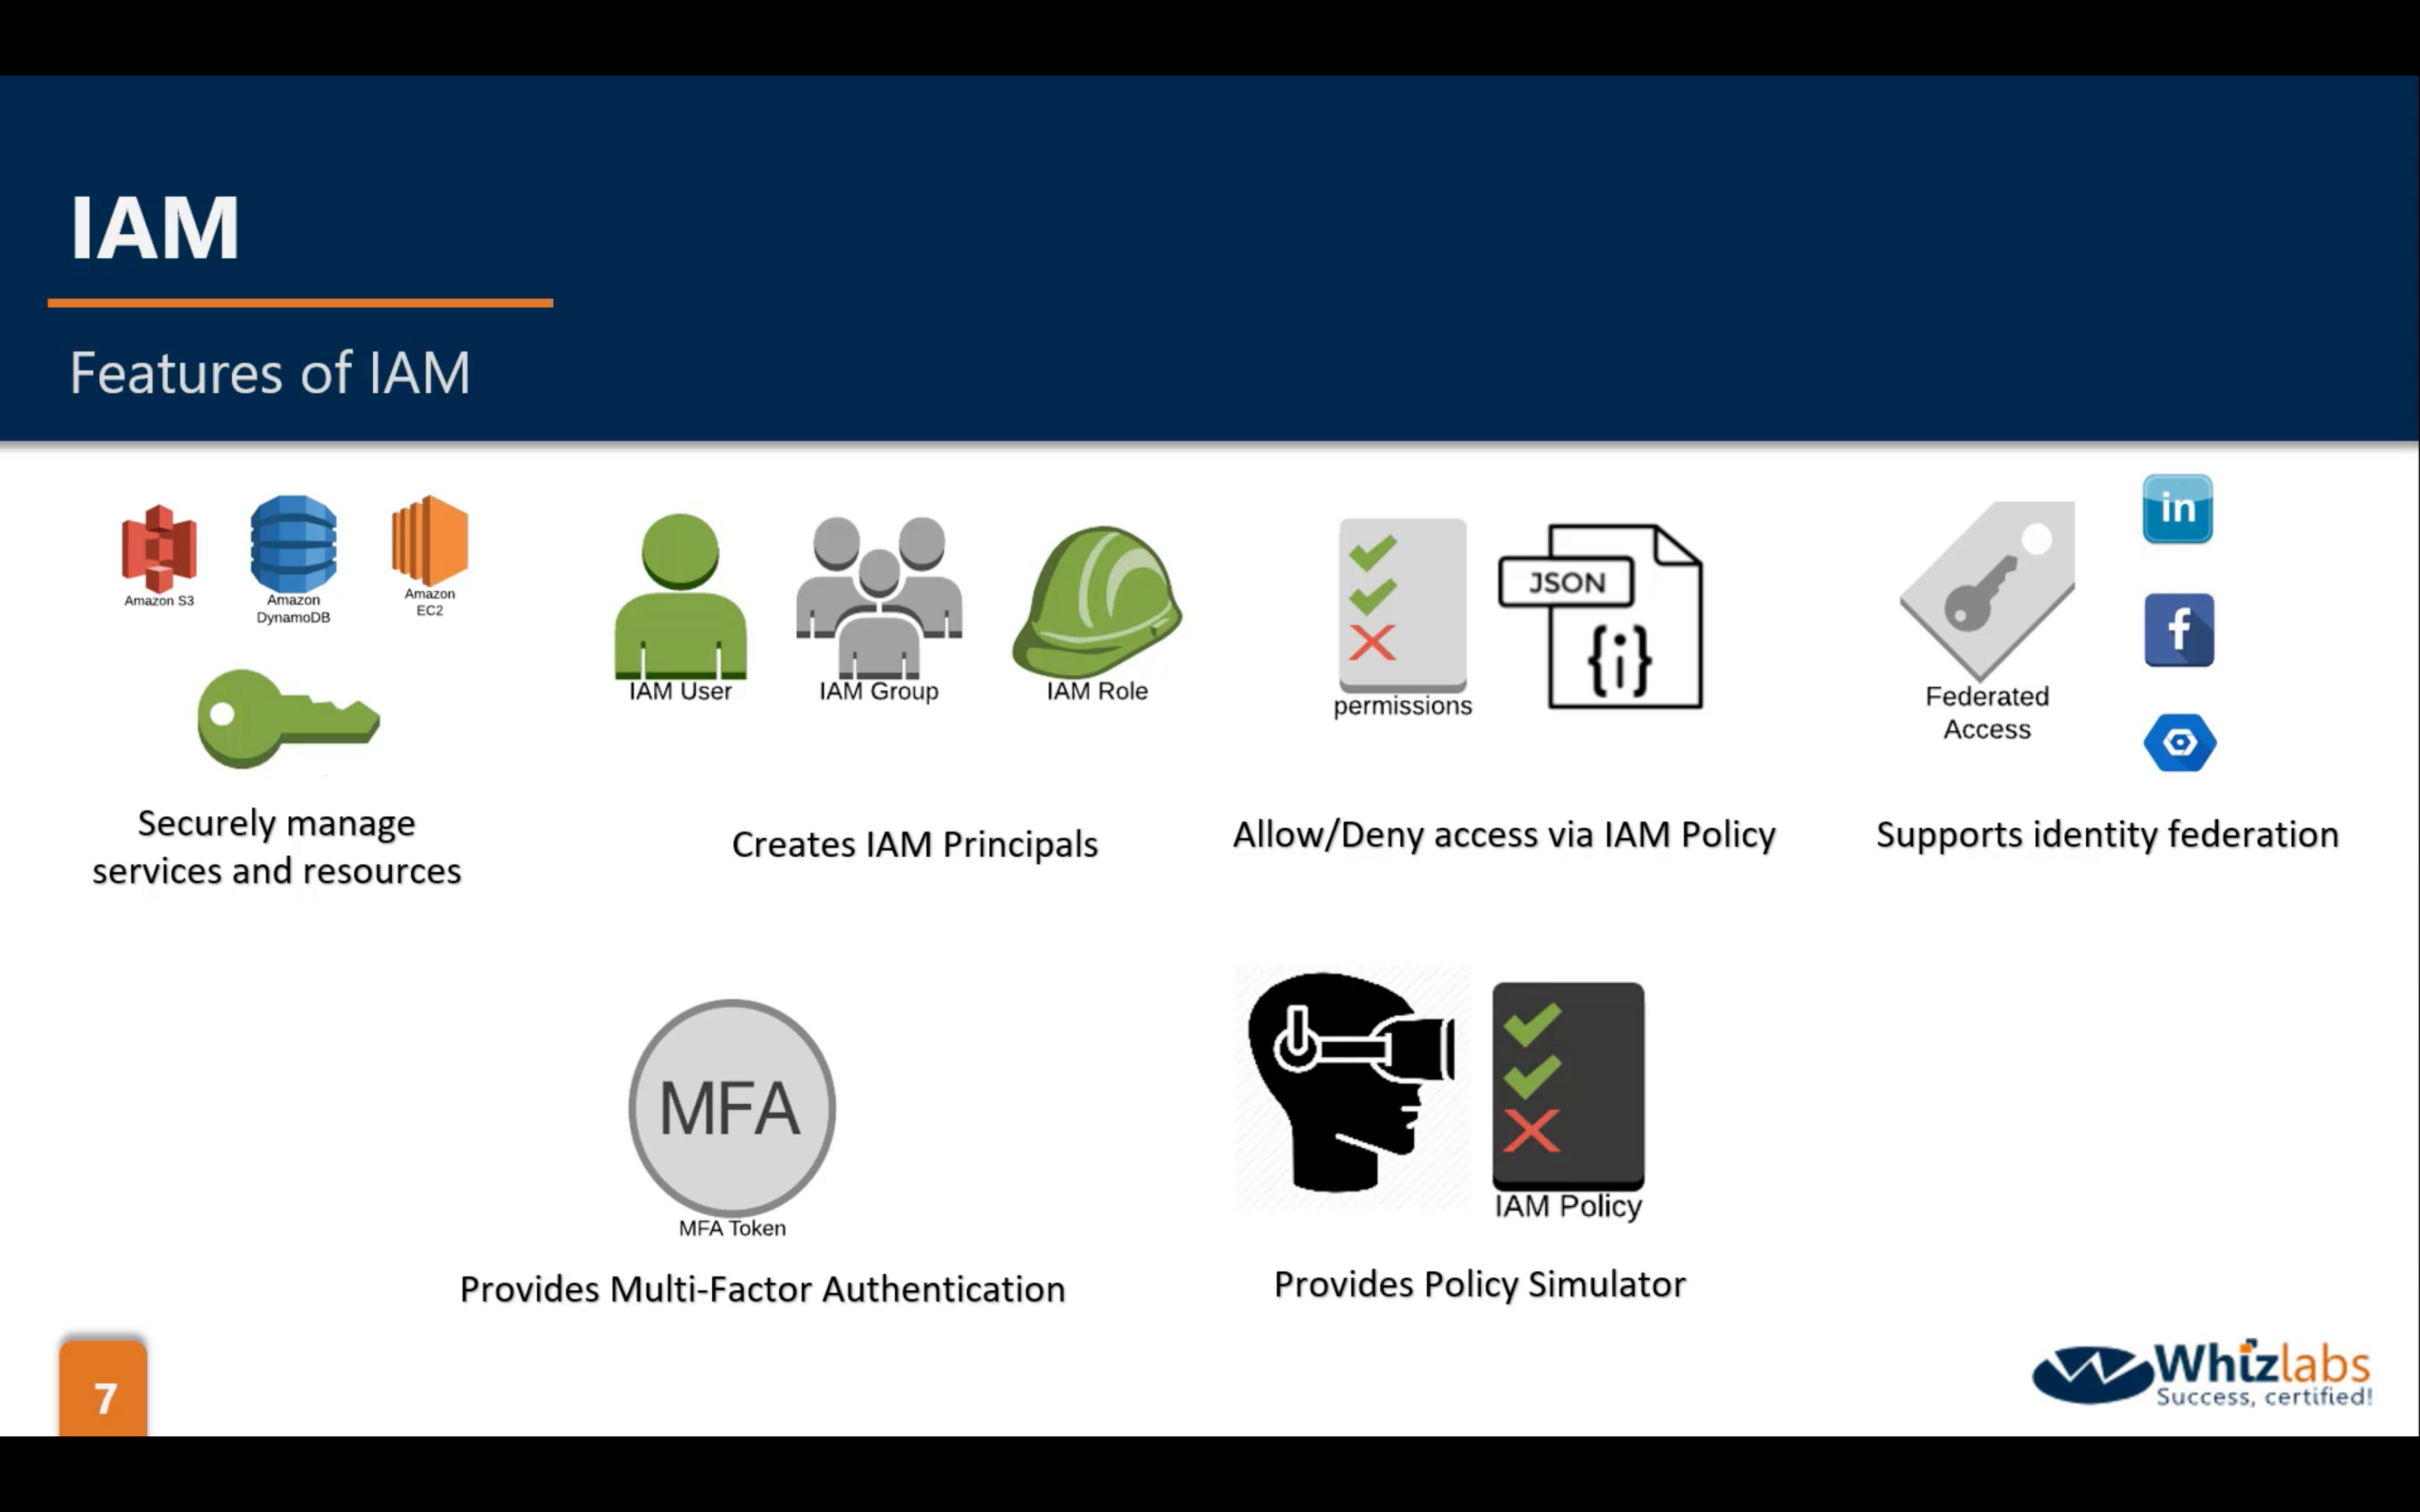 IAM
Features of IAM
Amazon S3
Amazon
DynamoDB
Amazon
EC2
Securely manage
services and resources
IAM User
IAM Group
IAM Role
Creates IAM Principals
permissions
JSON
{i}
Allow/Deny access via IAM Policy
Federated
Access
in
f
Supports identity federation
MFA
MFA Token
Provides Multi-Factor Authentication
IAM Policy
Provides Policy Simulator
7
Whizlabs
Success, certified!